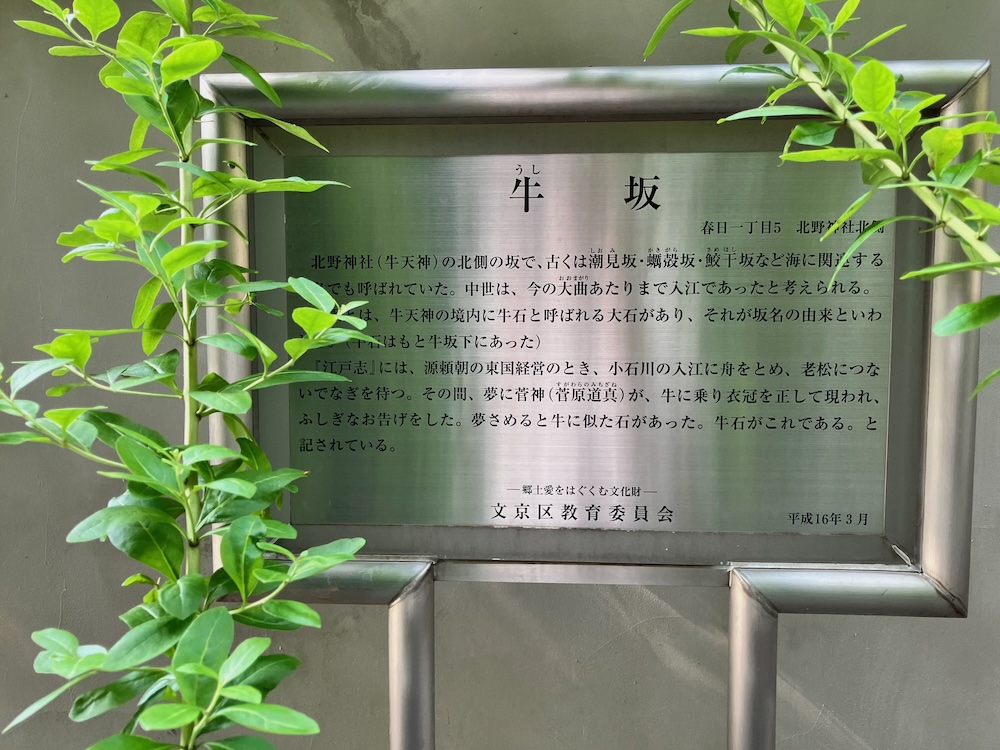 うし
牛坂
春日一丁目5 北野神社北側
北野神社(牛天神)の北側の坂で、古くは潮見坂・蠣殻坂・鮫干坂など海に関連する
でも呼ばれていた。中世は、今の大曲あたりまで入江であったと考えられる。
は、牛天神の境内に牛石と呼ばれる大石があり、それが坂名の由来といわ
(牛石はもと牛坂下にあった)
『江戸志』には、源頼朝の東国経営のとき、小石川の入江に舟をとめ、老松につな
いでなぎを待つ。その間、夢に菅神(菅原道真)が、牛に乗り衣冠を正して現われ、
ふしぎなお告げをした。夢さめると牛に似た石があった。牛石がこれである。と
記されている。
―郷土愛をはぐくむ文化財―
文京区教育委員会
平成16年3月